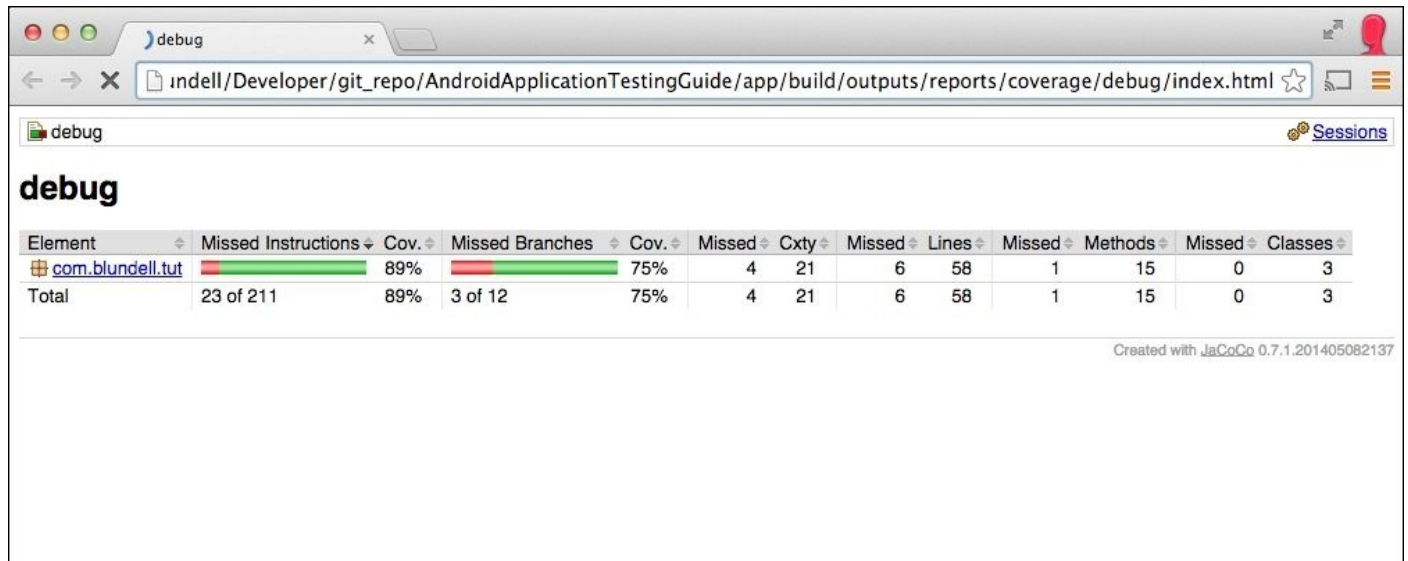 debug
ındell/Developer/git_repo/AndroidApplicationTestingGuide/app/build/outputs/reports/coverage/debug/index.html
debug Sessions
debug
Element Missed Instructions Cov. Missed Branches Cov. Missed Cxty Missed Lines Missed Methods Missed Classes
com.blundell.tut 89% 75% 4 21 6 58 1 15 0 3
Total 23 of 211 89% 3 of 12 75% 4 21 6 58 1 15 0 3
Created with JaCoCo 0.7.1.201405082137